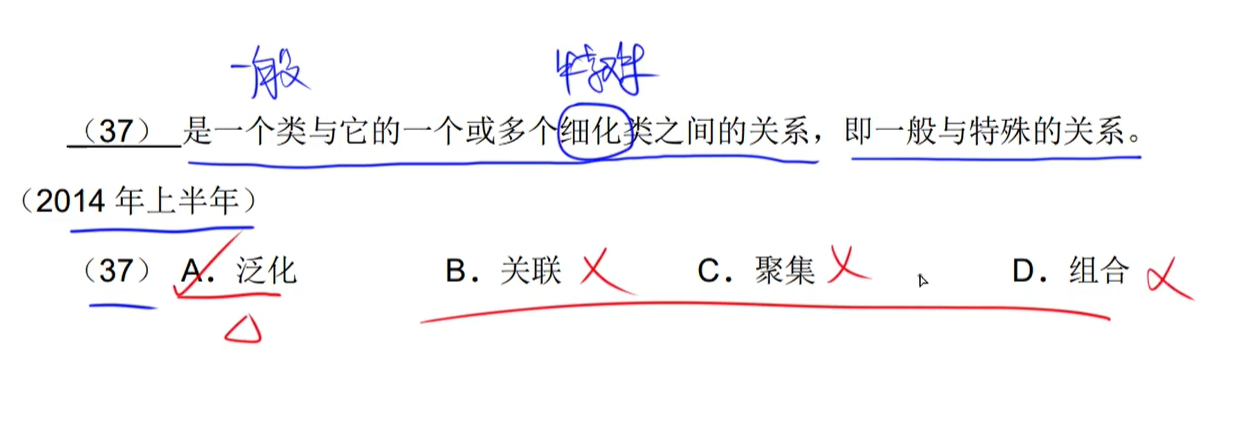 一般 特殊
（37） 是一个类与它的一个或多个细化类之间的关系，即一般与特殊的关系。
（2014 年上半年）
（37） A．泛化 B．关联 C．聚集 D．组合